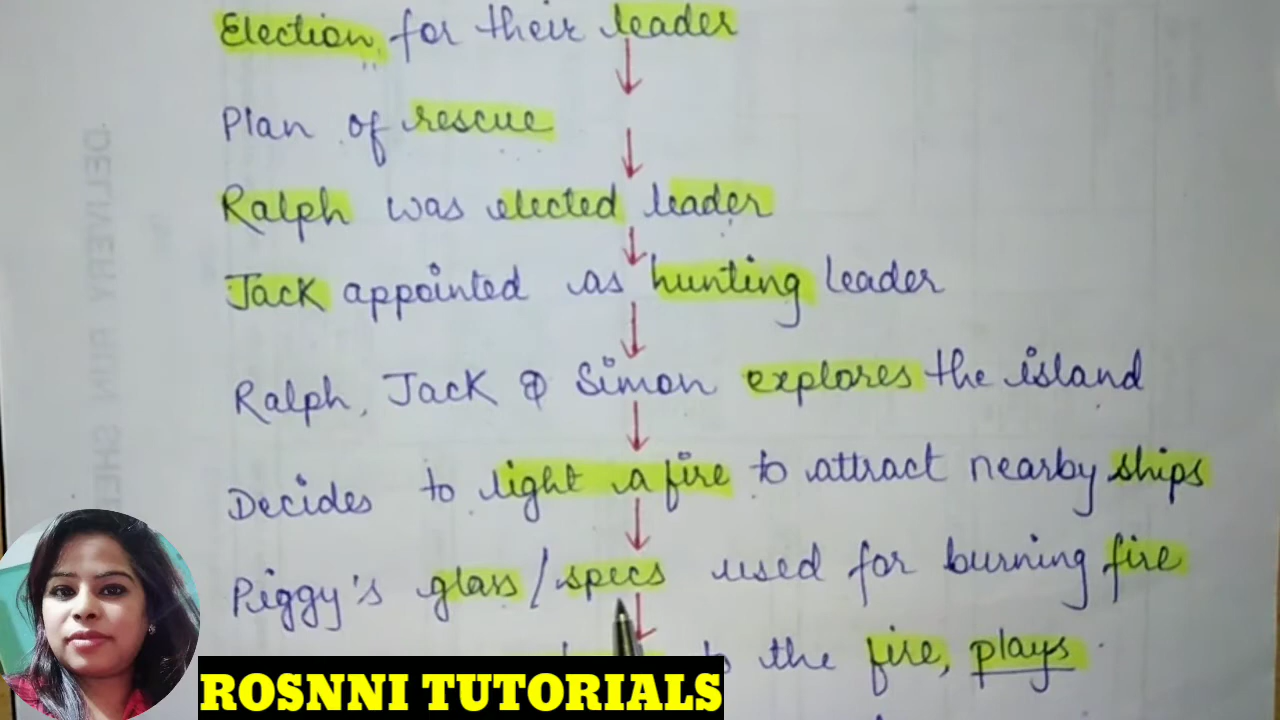 Election for their leader
Plan of rescue
Ralph was elected leader
Jack appointed as hunting leader
Ralph, Jack & Simon explores the island
Decides to light a fire to attract nearby ships
Piggy's glass/specs used for burning fire
the fire, plays
ROSNNI TUTORIALS